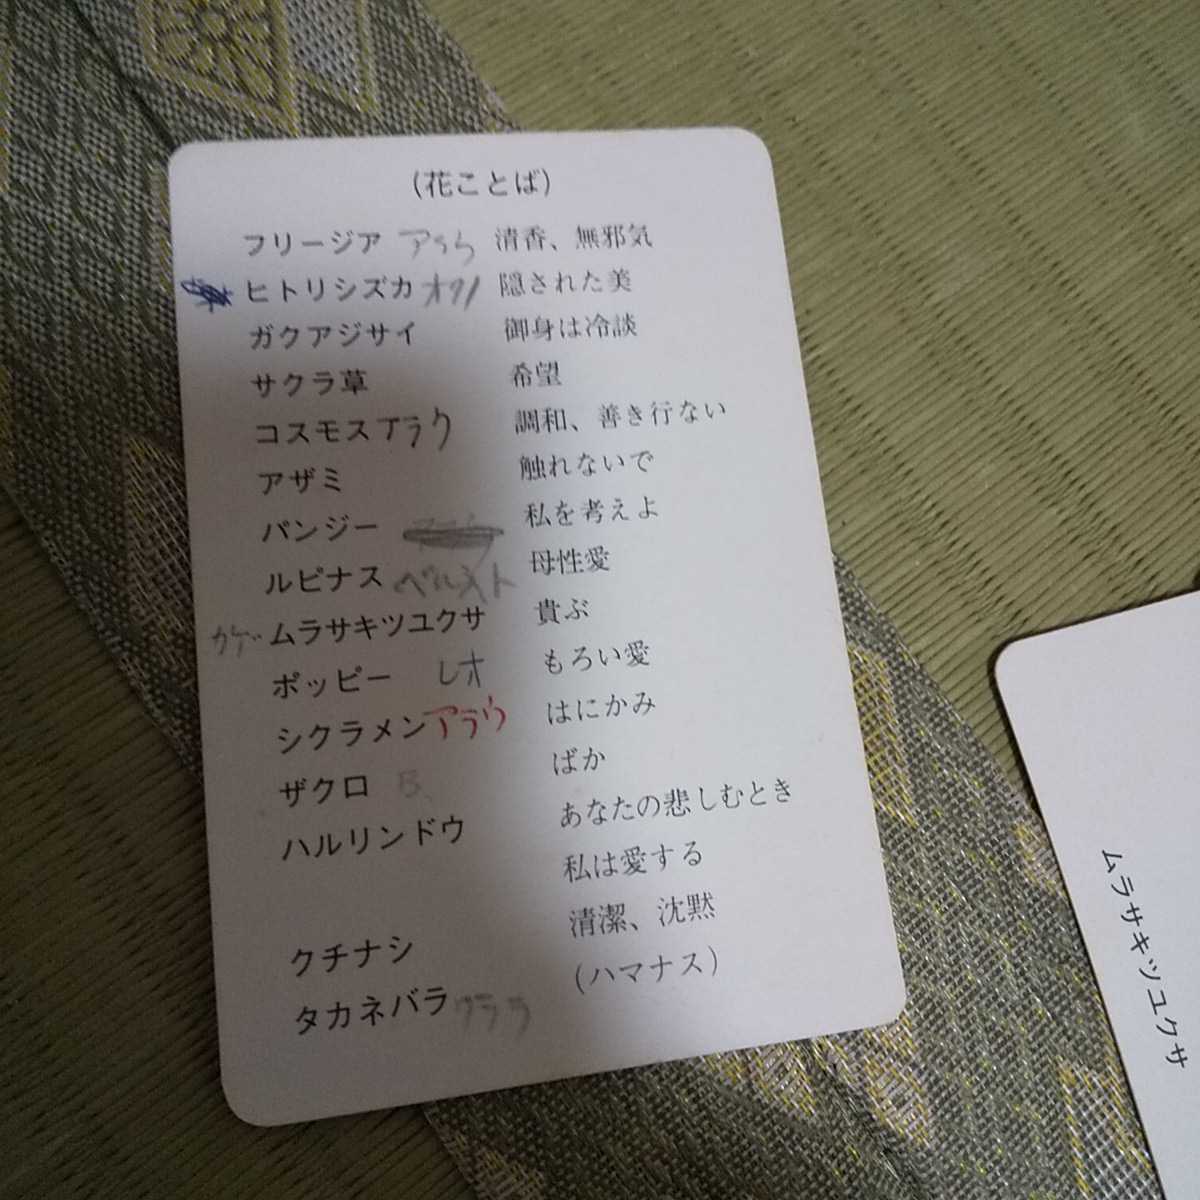 (花ことば)
フリージア アラウ 清香、無邪気
ヒトリシズカ 隠された美
ガクアジサイ 御身は冷談
サクラ草 希望
コスモス アラウ 調和、善き行ない
アザミ 触れないで
パンジー 私を考えよ
ルピナス 母性愛
ムラサキツユクサ 貴ぶ
ポッピー レオ もろい愛
シクラメン アラウ はにかみ
ザクロ ばか
ハルリンドウ あなたの悲しむとき
私は愛する
クチナシ 清潔、沈黙
タカネバラ クララ (ハマナス)
ムラサキツユクサ